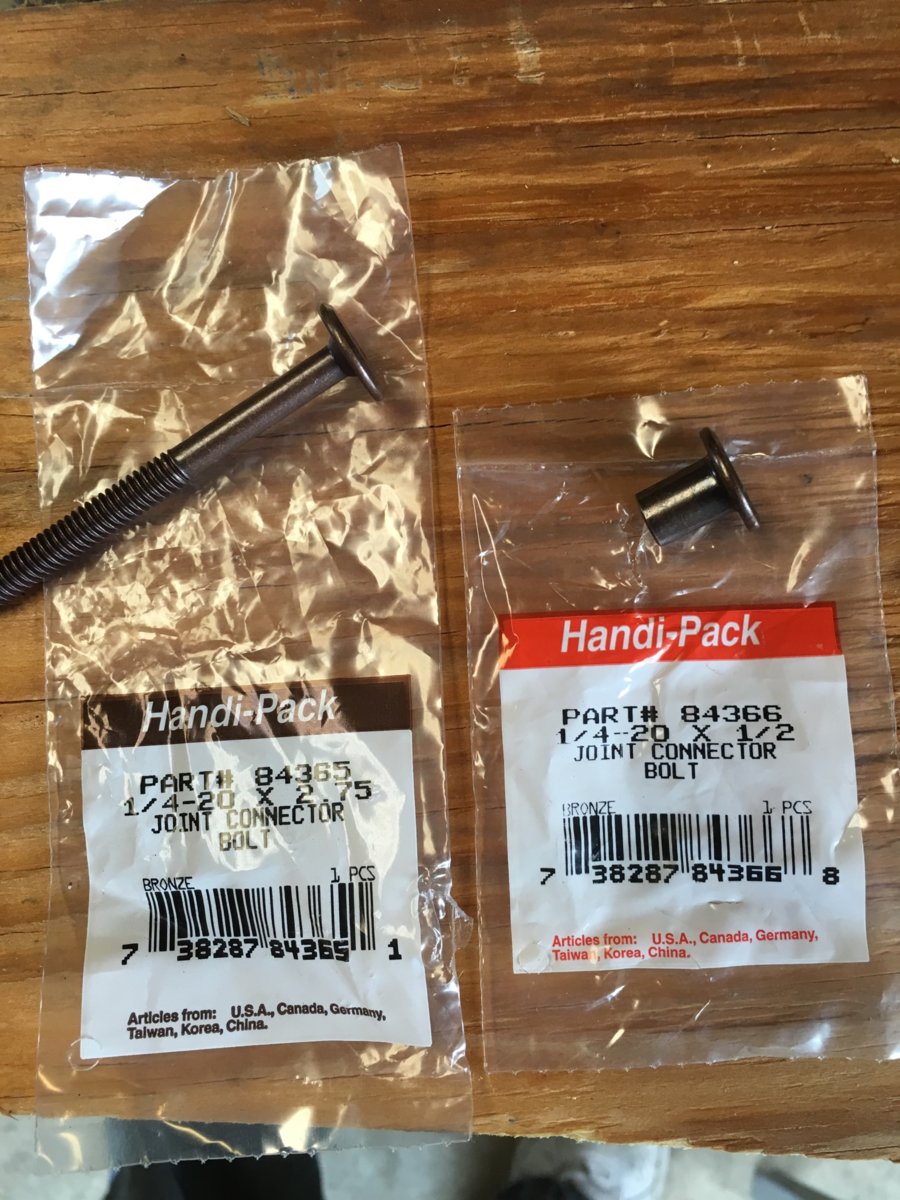 Handi-Pack
PART# 84365
1/4-20 X 2.75
JOINT CONNECTOR
BOLT
BRONZE 1 PCS
7 38287 84365 1
Articles from: U.S.A., Canada, Germany,
Taiwan, Korea, China.
Handi-Pack
PART# 84366
1/4-20 X 1/2
JOINT CONNECTOR
BOLT
BRONZE 1 PCS
7 38287 84366 8
Articles from: U.S.A., Canada, Germany,
Taiwan, Korea, China.